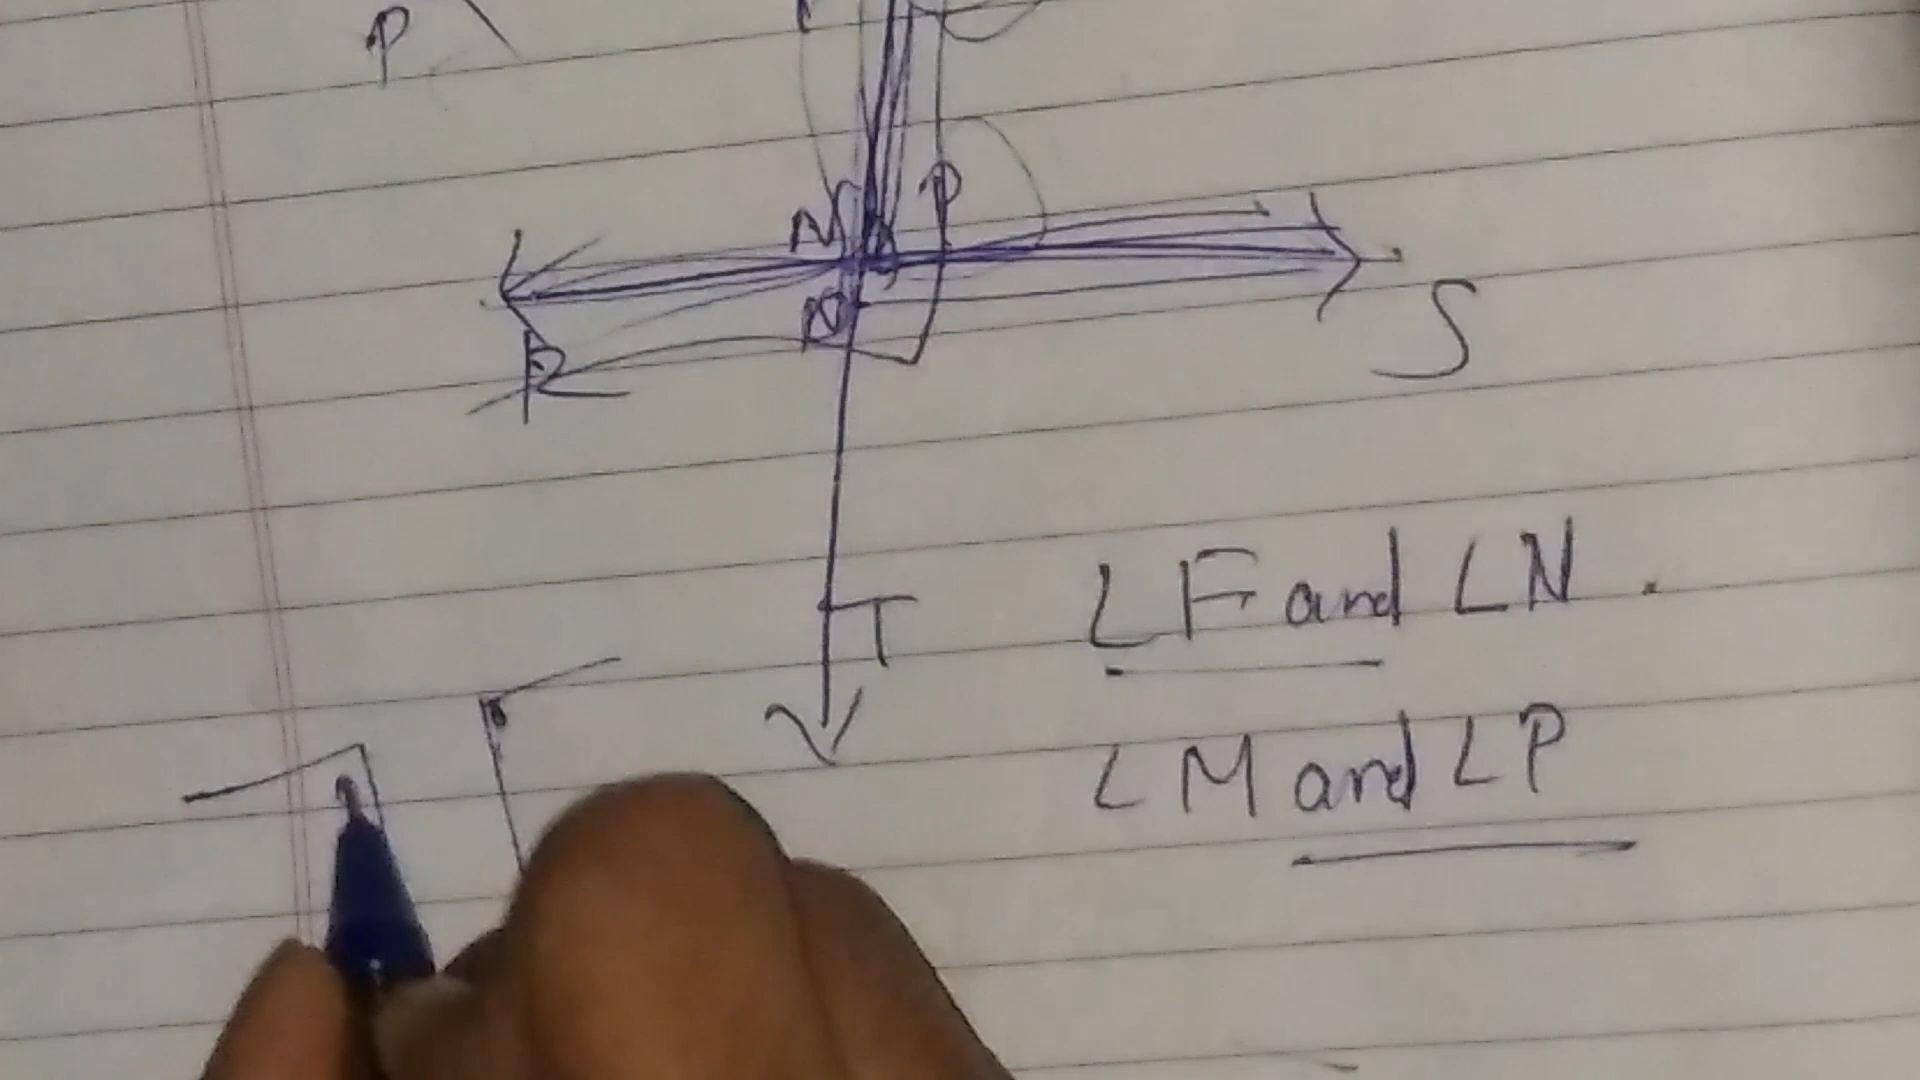 P
N P
R S
T
∠F and ∠N.
∠M and ∠P